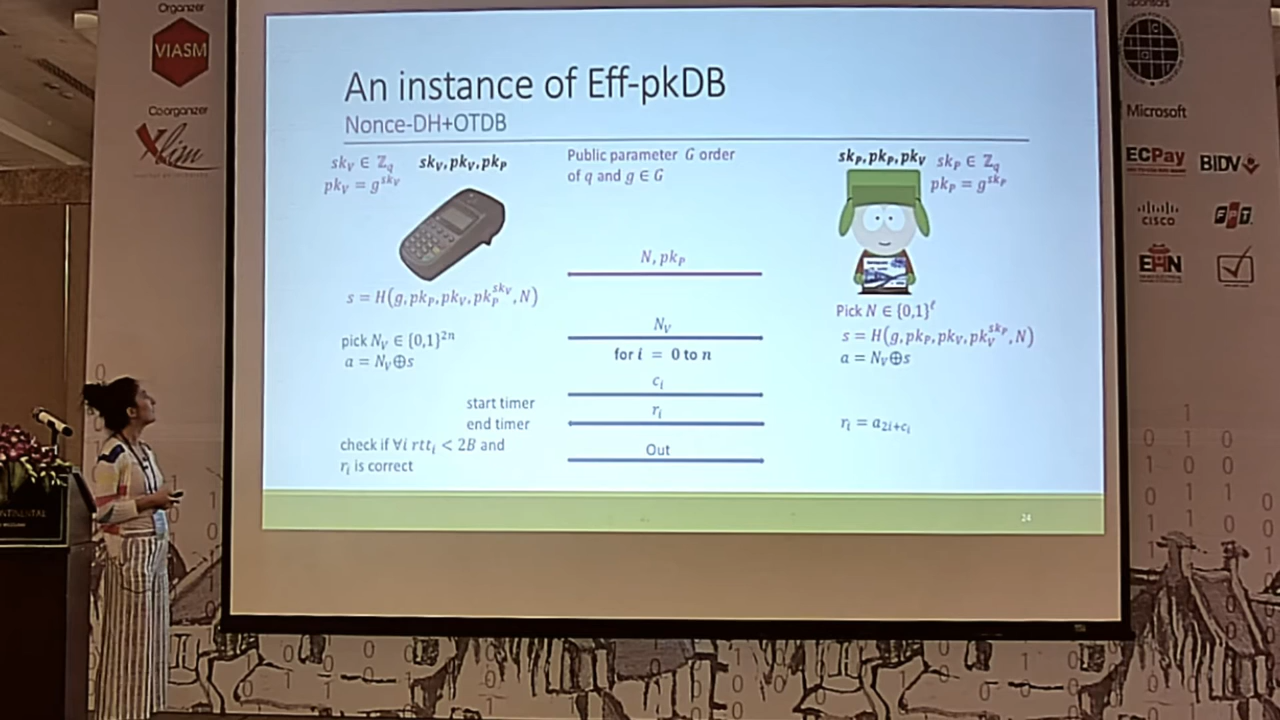 Organizer
VIASM
Coorganizer
Xlim
An instance of Eff-pkDB
Nonce-DH+OTDB
sk_V ∈ ℤ_q
pk_V = g^{sk_V}
sk_V, pk_V, pk_P
Public parameter G order
of q and g ∈ G
sk_P, pk_P, pk_V
sk_P ∈ ℤ_q
pk_P = g^{sk_P}
N, pk_P
s = H(g, pk_P, pk_V, pk_P^{sk_V}, N)
Pick N ∈ {0,1}^ℓ
N_V
s = H(g, pk_P, pk_V, pk_V^{sk_P}, N)
pick N_V ∈ {0,1}^{2n}
a = N_V⊕s
for i = 0 to n
a = N_V⊕s
c_i
start timer
r_i
end timer
r_i = a_{2i+c_i}
check if ∀i rtt_i < 2B and
r_i is correct
Out
24
Sponsors
Microsoft
ECPay
BIDV
CISCO
FPT